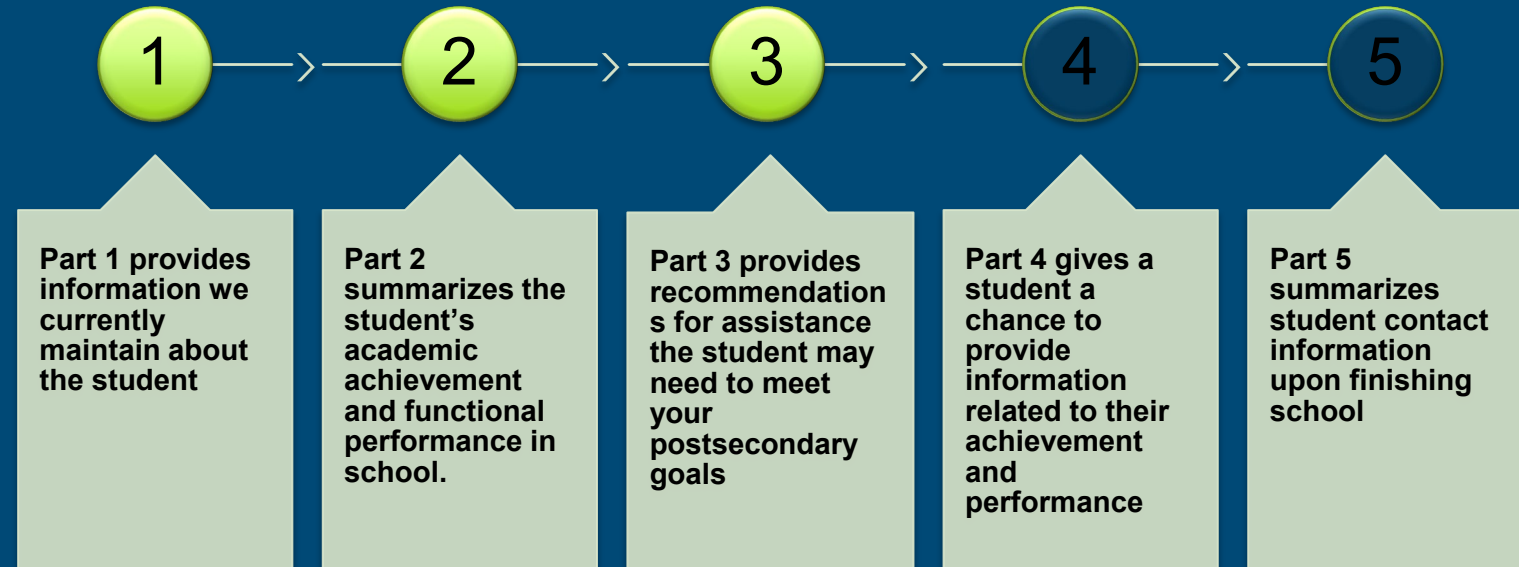 1
2
3
4
5
Part 1 provides
information we
currently
maintain about
the student
Part 2
summarizes the
student’s
academic
achievement
and functional
performance in
school.
Part 3 provides
recommendation
s for assistance
the student may
need to meet
your
postsecondary
goals
Part 4 gives a
student a
chance to
provide
information
related to their
achievement
and
performance
Part 5
summarizes
student contact
information
upon finishing
school